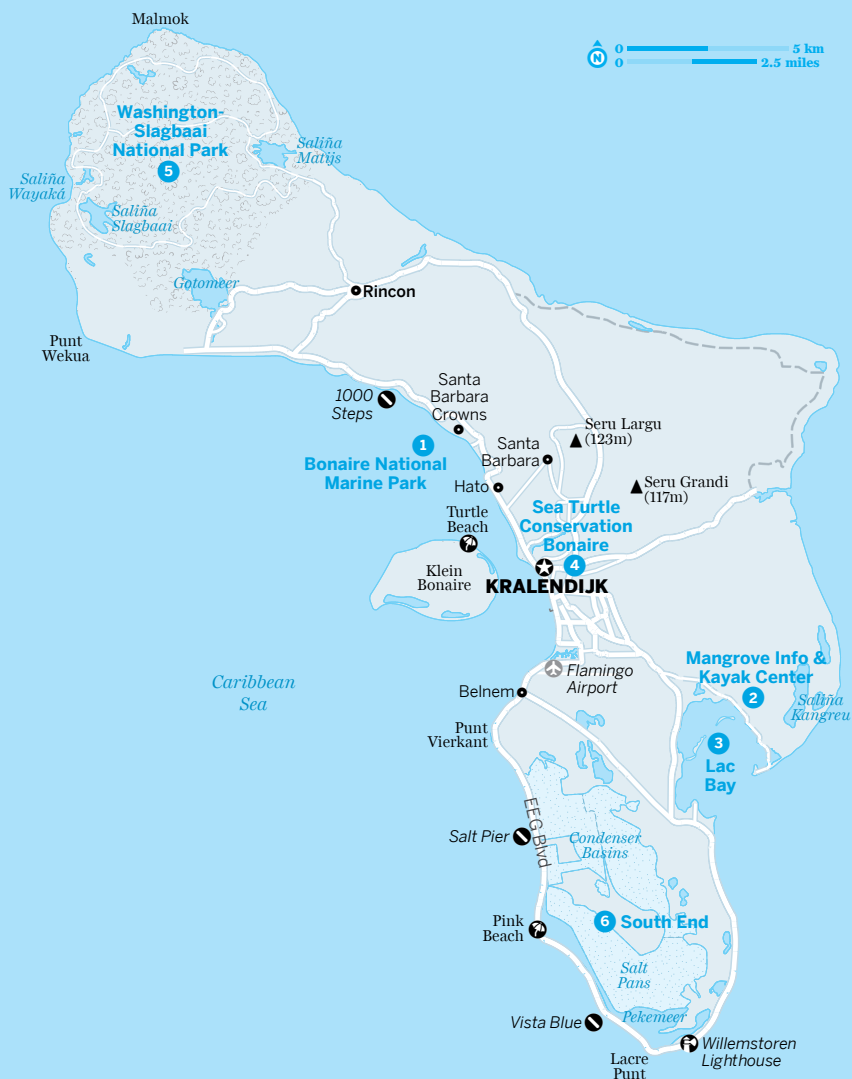 Malmok
0
5 km
N
0
2.5 miles
Washington-
Slagbaai
National Park
5
Saliña
Matijs
Saliña
Wayaká
Saliña
Slagbaai
Gotomeer
Rincon
Punt
Wekua
1000
Steps
Santa
Barbara
Crowns
Seru Largu
(123m)
1
Bonaire National
Marine Park
Santa
Barbara
Hato
Seru Grandi
(117m)
Turtle
Beach
Sea Turtle
Conservation
Bonaire
4
Klein
Bonaire
KRALENDIJK
Caribbean
Sea
Flamingo
Airport
Belnem
Mangrove Info &
Kayak Center
2
Saliña
Kangreu
Punt
Vierkant
3
Lac
Bay
EEG Blvd
Salt Pier
Condenser
Basins
Pink
Beach
6 South End
Salt
Pans
Vista Blue
Pekemeer
Willemstoren
Lighthouse
Lacre
Punt